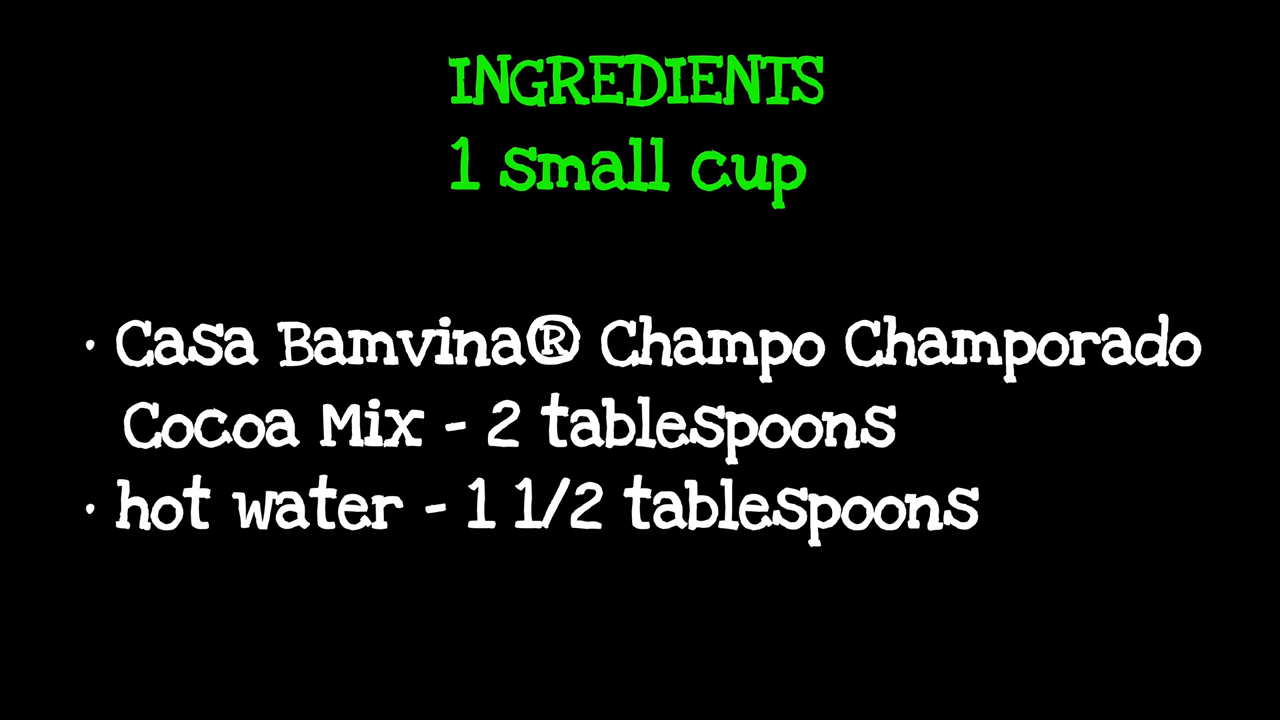 INGREDIENTS
1 small cup
· Casa Bamvina® Champo Champorado
Cocoa Mix - 2 tablespoons
· hot water - 1 1/2 tablespoons